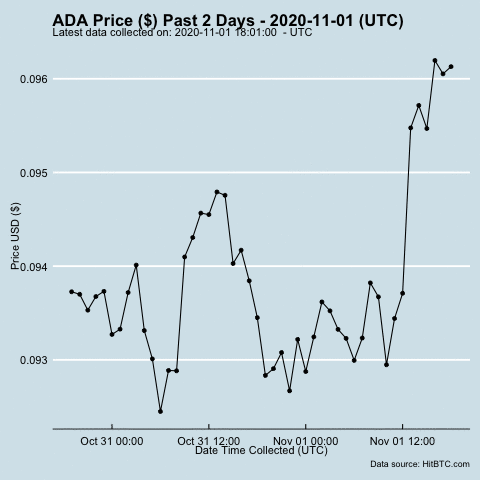 ADA Price ($) Past 2 Days - 2020-11-01 (UTC)
Latest data collected on: 2020-11-01 18:01:00 - UTC
0.096
0.095
0.094
0.093
Price USD ($)
Oct 31 00:00 Oct 31 12:00 Nov 01 00:00 Nov 01 12:00
Date Time Collected (UTC)
Data source: HitBTC.com